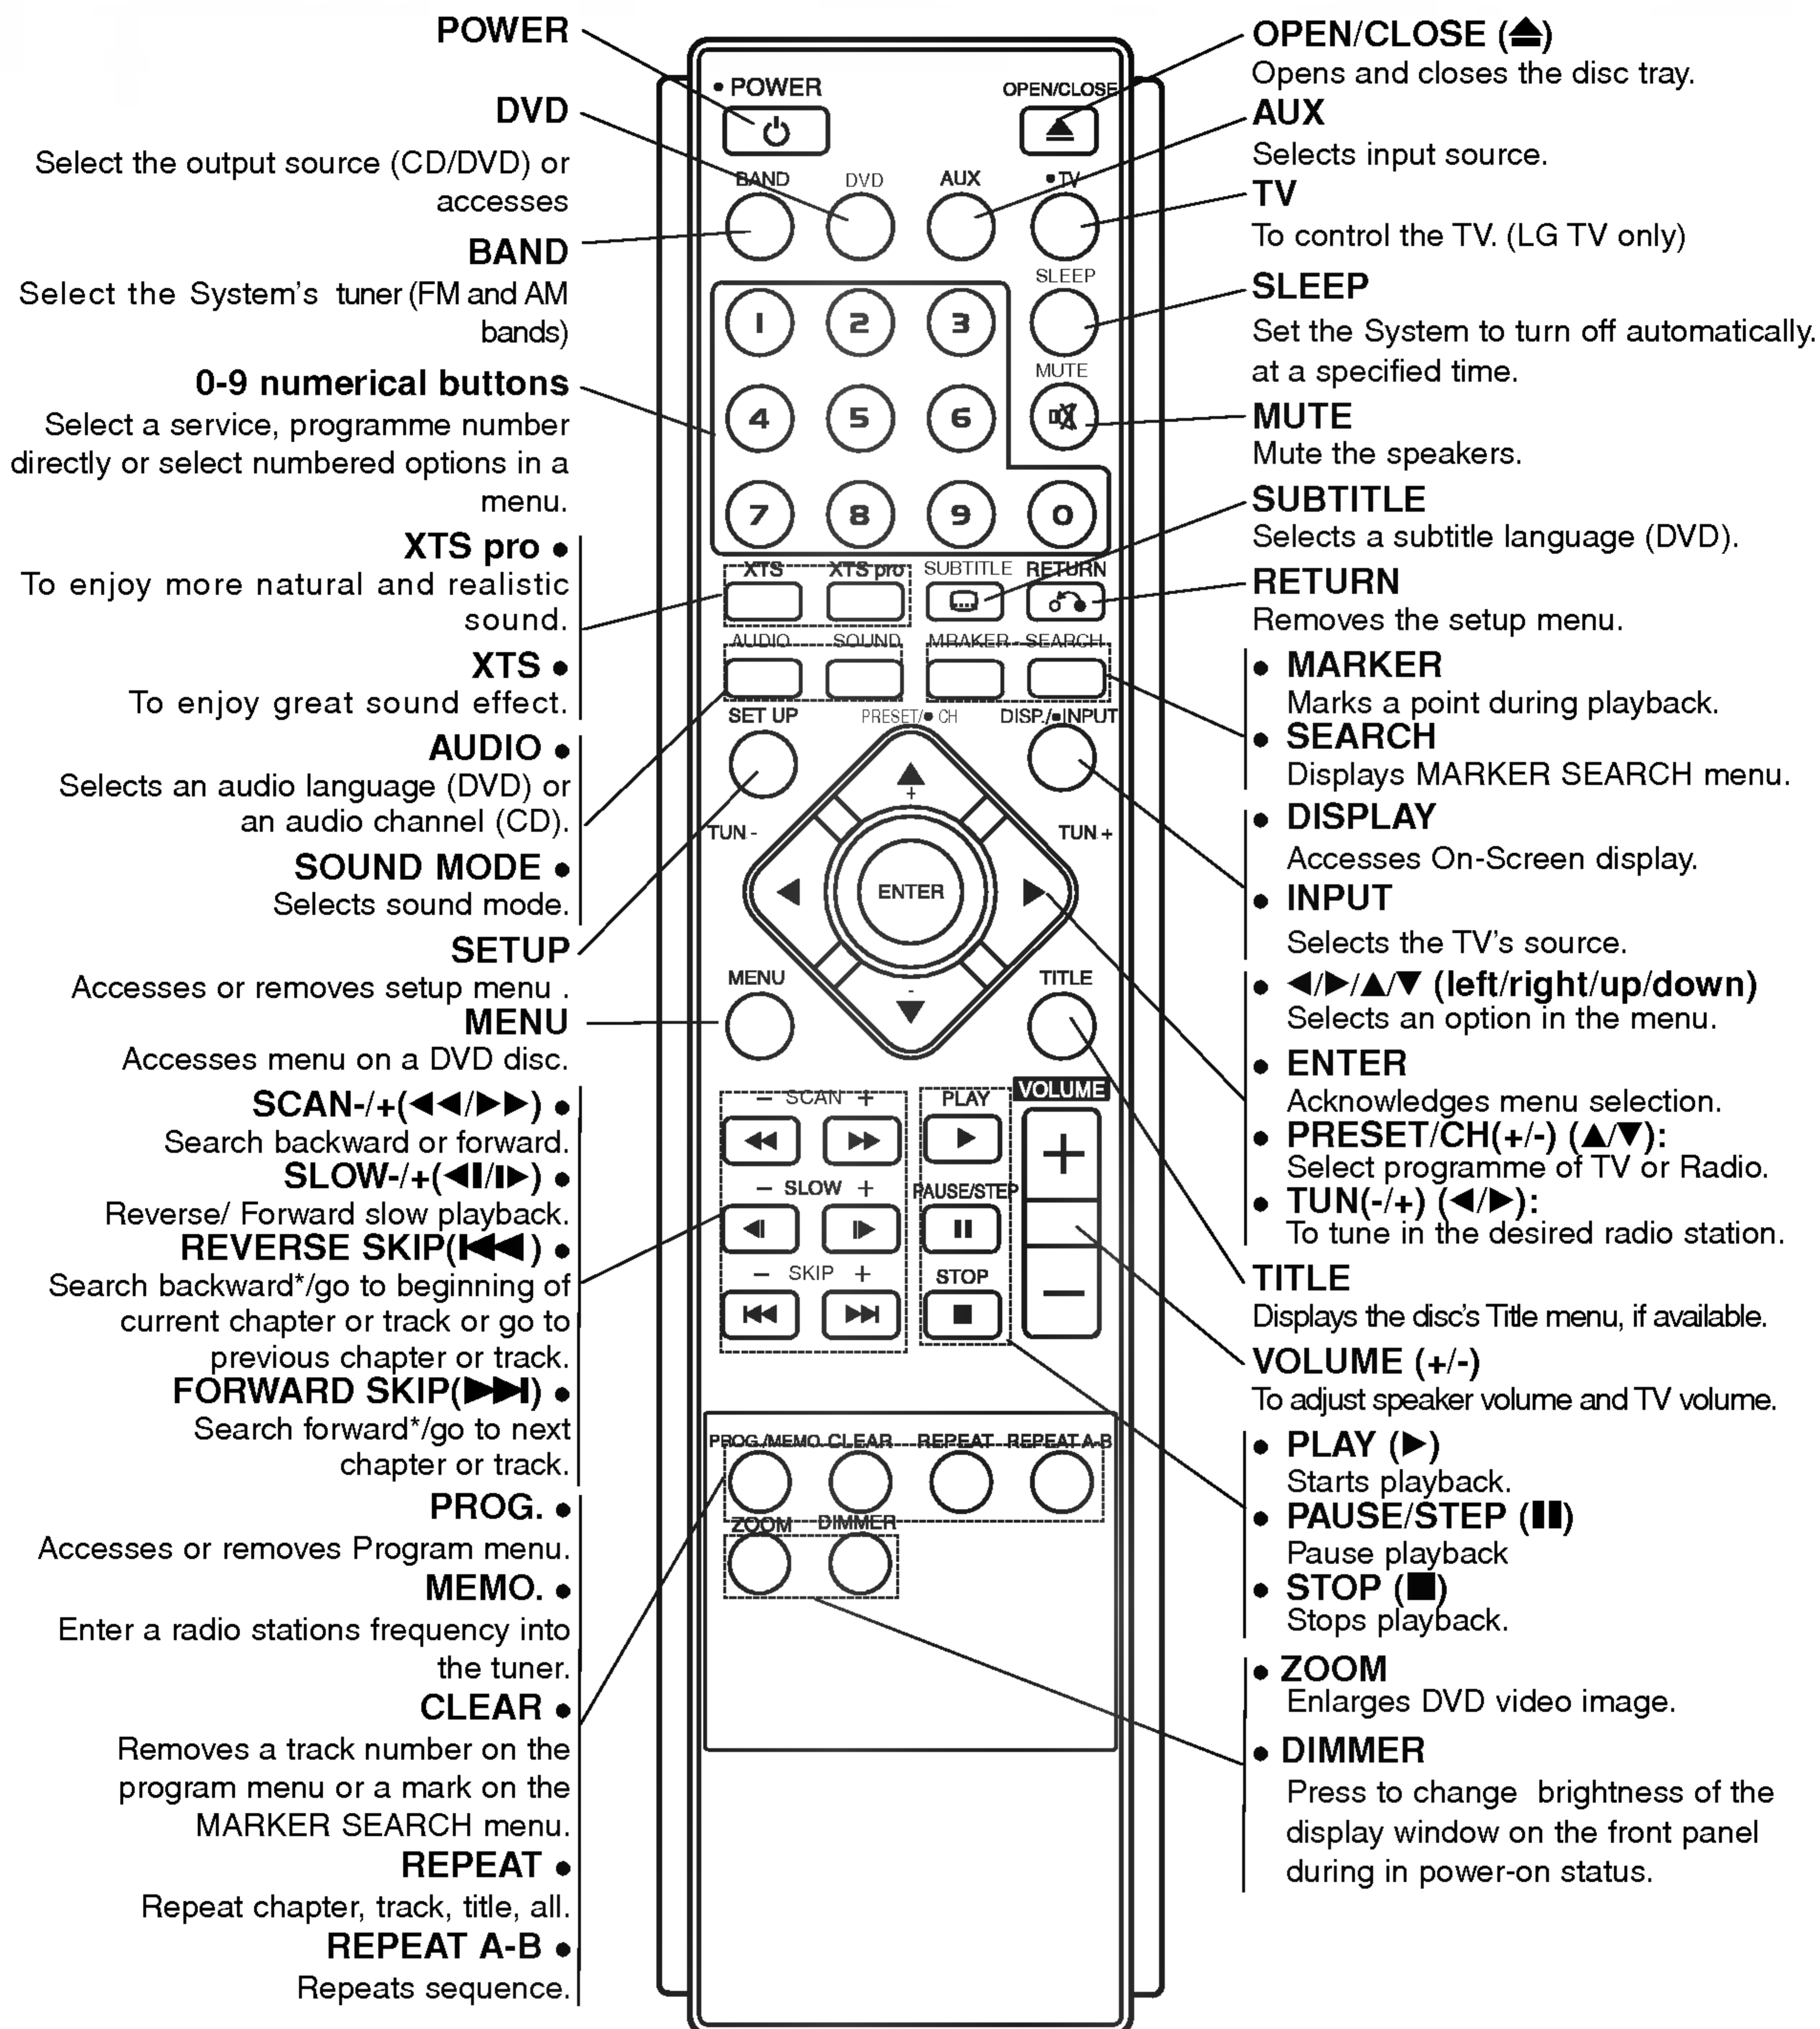 POWER
DVD
Select the output source (CD/DVD) or
accesses
BAND
Select the System's tuner (FM and AM
bands)
0-9 numerical buttons
Select a service, programme number
directly or select numbered options in a
menu.
XTS pro ●
To enjoy more natural and realistic
sound.
XTS ●
To enjoy great sound effect.
AUDIO ●
Selects an audio language (DVD) or
an audio channel (CD).
SOUND MODE ●
Selects sound mode.
SETUP
Accesses or removes setup menu .
MENU
Accesses menu on a DVD disc.
SCAN-/+(◀◀/▶▶) ●
Search backward or forward.
SLOW-/+(◀I/I▶) ●
Reverse/ Forward slow playback.
REVERSE SKIP(I◀◀) ●
Search backward*/go to beginning of
current chapter or track or go to
previous chapter or track.
FORWARD SKIP(▶▶I) ●
Search forward*/go to next
chapter or track.
PROG. ●
Accesses or removes Program menu.
MEMO. ●
Enter a radio stations frequency into
the tuner.
CLEAR ●
Removes a track number on the
program menu or a mark on the
MARKER SEARCH menu.
REPEAT ●
Repeat chapter, track, title, all.
REPEAT A-B ●
Repeats sequence.
● POWER OPEN/CLOSE
BAND DVD AUX ● TV
SLEEP
1 2 3
MUTE
4 5 6
7 8 9 0
XTS XTS pro SUBTITLE RETURN
AUDIO SOUND MRAKER - SEARCH
SET UP PRESET/● CH DISP./●INPUT
+
TUN - TUN +
ENTER
MENU - TITLE
– SCAN + PLAY VOLUME
+
– SLOW + PAUSE/STEP
– SKIP + STOP
–
PROG./MEMO. CLEAR REPEAT REPEAT A-B
ZOOM DIMMER
OPEN/CLOSE (⏏)
Opens and closes the disc tray.
AUX
Selects input source.
TV
To control the TV. (LG TV only)
SLEEP
Set the System to turn off automatically.
at a specified time.
MUTE
Mute the speakers.
SUBTITLE
Selects a subtitle language (DVD).
RETURN
Removes the setup menu.
● MARKER
Marks a point during playback.
● SEARCH
Displays MARKER SEARCH menu.
● DISPLAY
Accesses On-Screen display.
● INPUT
Selects the TV's source.
● ◀/▶/▲/▼ (left/right/up/down)
Selects an option in the menu.
● ENTER
Acknowledges menu selection.
● PRESET/CH(+/-) (▲/▼):
Select programme of TV or Radio.
● TUN(-/+) (◀/▶):
To tune in the desired radio station.
TITLE
Displays the disc's Title menu, if available.
VOLUME (+/-)
To adjust speaker volume and TV volume.
● PLAY (▶)
Starts playback.
● PAUSE/STEP (▮▮)
Pause playback
● STOP (■)
Stops playback.
● ZOOM
Enlarges DVD video image.
● DIMMER
Press to change brightness of the
display window on the front panel
during in power-on status.